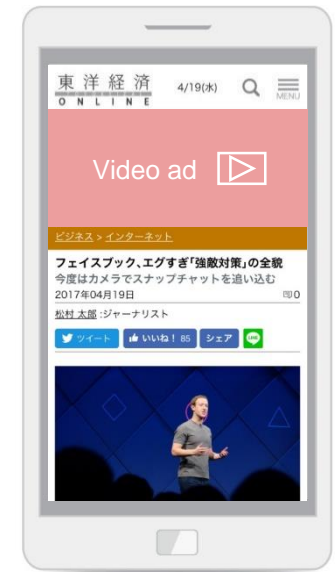 東洋経済
ONLINE
4/19(水)
MENU
Video ad
ビジネス > インターネット
フェイスブック、エグすぎ「強敵対策」の全貌
今度はカメラでスナップチャットを追い込む
2017年04月19日
0
松村 太郎 :ジャーナリスト
ツイート
いいね! 85
シェア
LINE